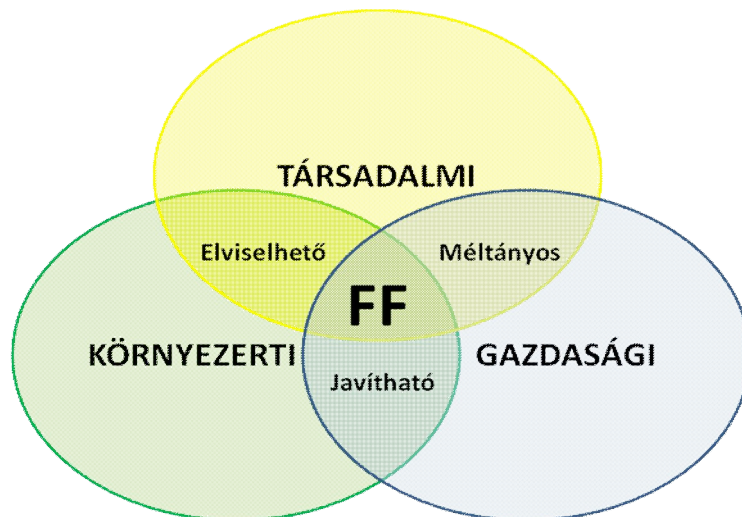 TÁRSADALMI
Elviselhető
Méltányos
FF
KÖRNYEZERTI
GAZDASÁGI
Javítható